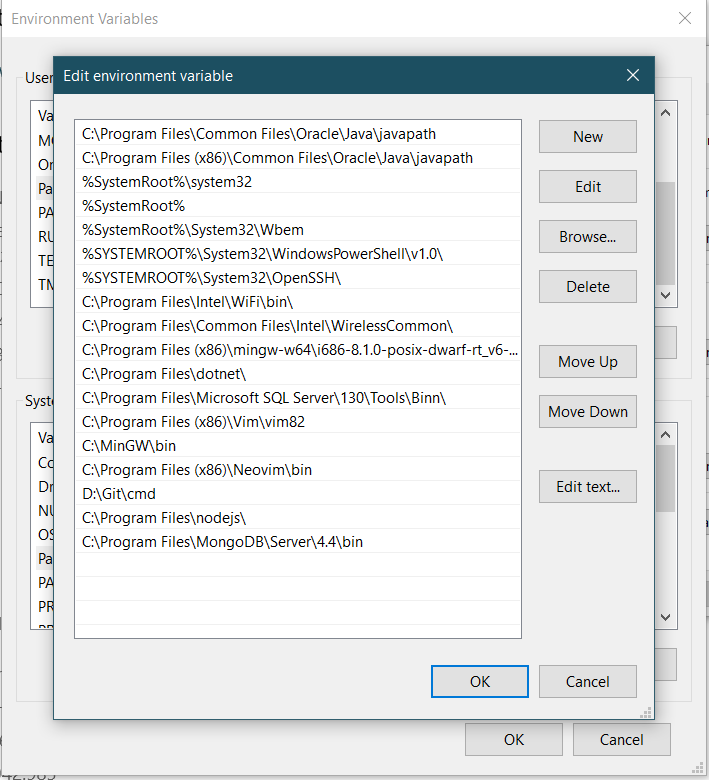 Environment Variables
Edit environment variable
User
Va
Or
Pa
PA
RU
TE
C:\Program Files\Common Files\Oracle\Java\javapath
C:\Program Files (x86)\Common Files\Oracle\Java\javapath
%SystemRoot%\system32
%SystemRoot%
%SystemRoot%\System32\Wbem
%SYSTEMROOT%\System32\WindowsPowerShell\v1.0\
%SYSTEMROOT%\System32\OpenSSH\
C:\Program Files\Intel\WiFi\bin\
C:\Program Files\Common Files\Intel\WirelessCommon\
C:\Program Files (x86)\mingw-w64\i686-8.1.0-posix-dwarf-rt_v6-...
C:\Program Files\dotnet\
C:\Program Files\Microsoft SQL Server\130\Tools\Binn\
C:\Program Files (x86)\Vim\vim82
C:\MinGW\bin
C:\Program Files (x86)\Neovim\bin
D:\Git\cmd
C:\Program Files\nodejs\
C:\Program Files\MongoDB\Server\4.4\bin
New
Edit
Browse...
Delete
Move Up
Move Down
Edit text...
Syste
Va
Co
Dr
NU
OS
Pa
PA
PR
OK
Cancel
OK
Cancel